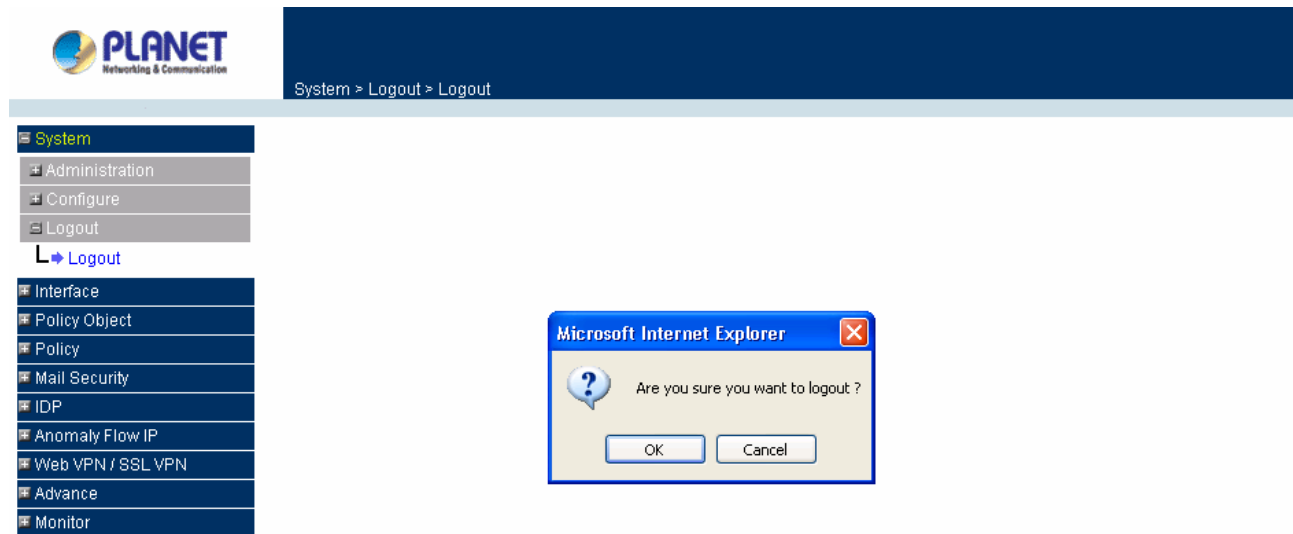 PLANET
Networking & Communication
System > Logout > Logout
System
Administration
Configure
Logout
Logout
Interface
Policy Object
Policy
Mail Security
IDP
Anomaly Flow IP
Web VPN / SSL VPN
Advance
Monitor
Microsoft Internet Explorer
Are you sure you want to logout ?
OK Cancel